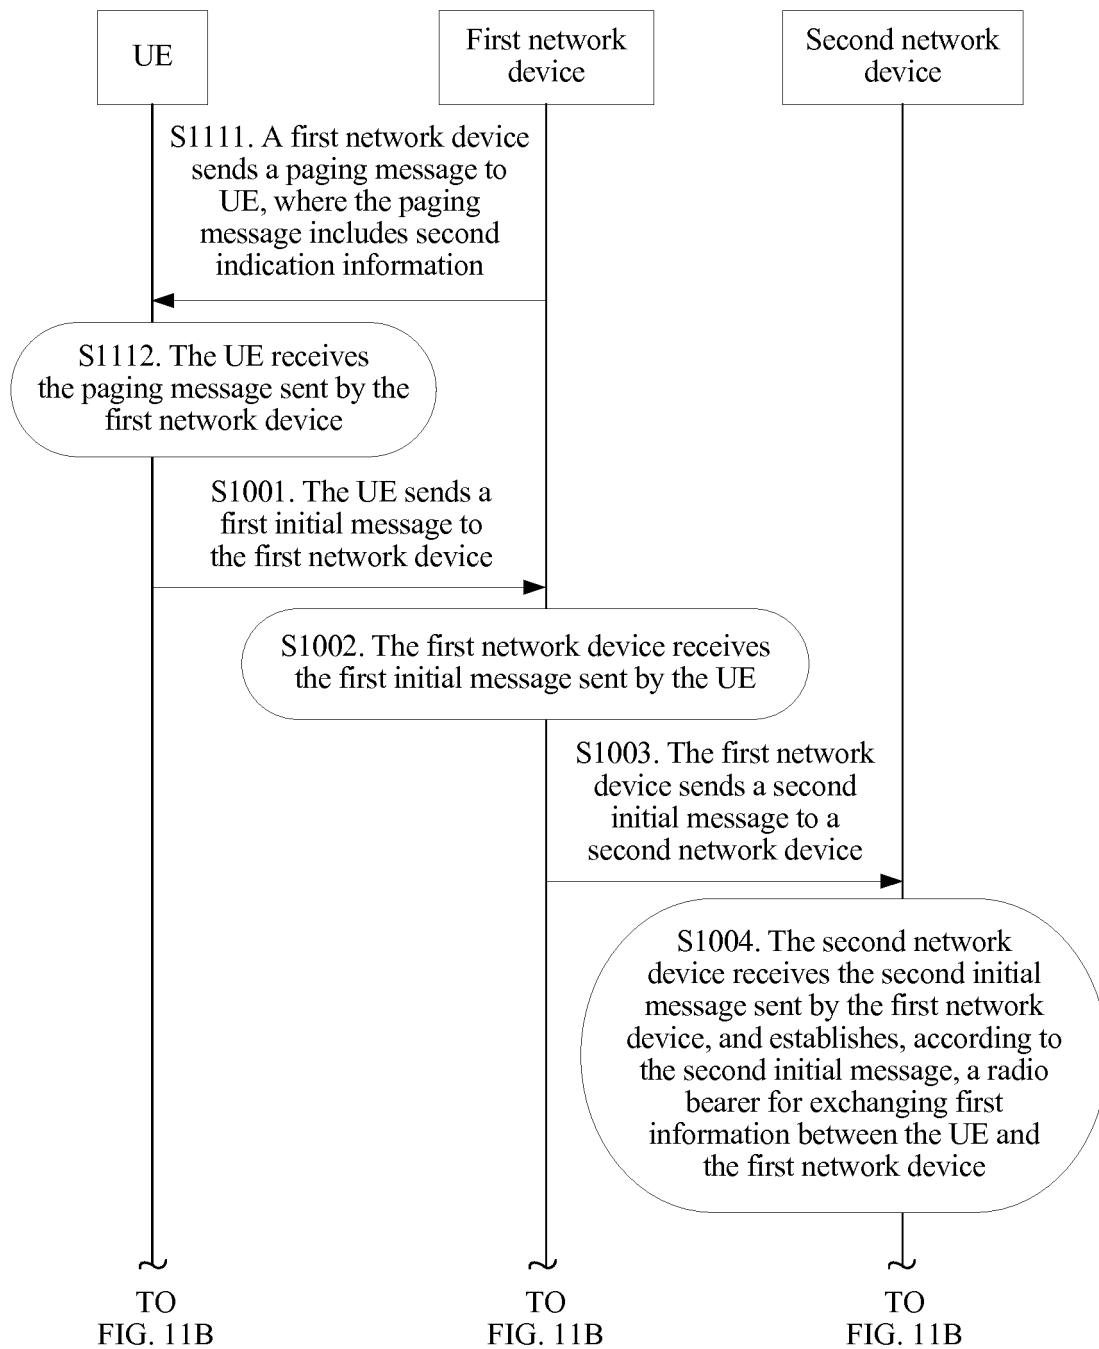 UE
First network
device
Second network
device
S1111. A first network device
sends a paging message to
UE, where the paging
message includes second
indication information
S1112. The UE receives
the paging message sent by the
first network device
S1001. The UE sends a
first initial message to
the first network device
S1002. The first network device receives
the first initial message sent by the UE
S1003. The first network
device sends a second
initial message to a
second network device
S1004. The second network
device receives the second initial
message sent by the first network
device, and establishes, according to
the second initial message, a radio
bearer for exchanging first
information between the UE and
the first network device
TO
FIG. 11B
TO
FIG. 11B
TO
FIG. 11B